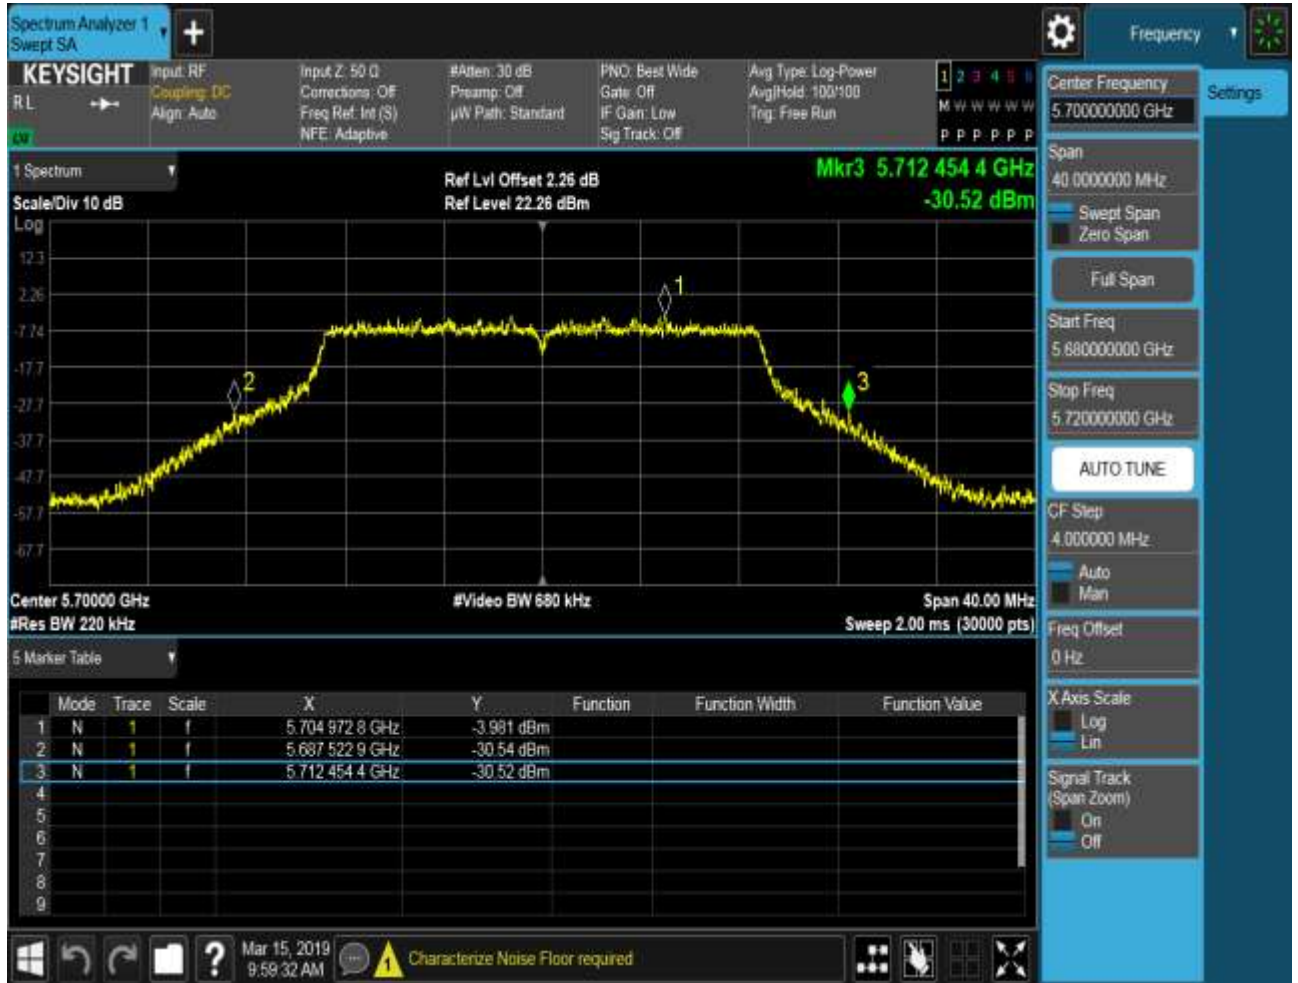 Spectrum Analyzer 1
Swept SA
+
Frequency
KEYSIGHT
RL
Input: RF
Coupling: DC
Align: Auto
Input Z: 50 Ω
Corrections: Off
Freq Ref: Int (S)
NFE: Adaptive
#Atten: 30 dB
Preamp: Off
µW Path: Standard
PNO: Best Wide
Gate: Off
IF Gain: Low
Sig Track: Off
Avg Type: Log-Power
Avg|Hold: 100/100
Trig: Free Run
1 2 3 4 5 6
M W W W W W
P P P P P P
1 Spectrum
Scale/Div 10 dB
Ref Lvl Offset 2.26 dB
Ref Level 22.26 dBm
Mkr3 5.712 454 4 GHz
-30.52 dBm
Log
12.3
2.26
-7.74
-17.7
-27.7
-37.7
-47.7
-57.7
-67.7
1
2
3
Center 5.70000 GHz
#Res BW 220 kHz
#Video BW 680 kHz
Span 40.00 MHz
Sweep 2.00 ms (30000 pts)
5 Marker Table
Mode Trace Scale X Y Function Function Width Function Value
1 N 1 f 5.704 972 8 GHz -3.981 dBm
2 N 1 f 5.687 522 9 GHz -30.54 dBm
3 N 1 f 5.712 454 4 GHz -30.52 dBm
4
5
6
7
8
9
Center Frequency
5.700000000 GHz
Settings
Span
40.0000000 MHz
Swept Span
Zero Span
Full Span
Start Freq
5.680000000 GHz
Stop Freq
5.720000000 GHz
AUTO TUNE
CF Step
4.000000 MHz
Auto
Man
Freq Offset
0 Hz
X Axis Scale
Log
Lin
Signal Track
(Span Zoom)
On
Off
?
Mar 15, 2019
9:59:32 AM
1
Characterize Noise Floor required